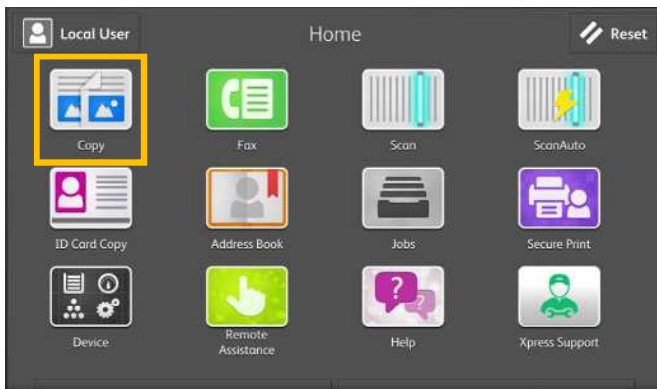 Local User
Home
Reset
Copy
Fax
Scan
ScanAuto
ID Card Copy
Address Book
Jobs
Secure Print
Device
Remote
Assistance
Help
Xpress Support